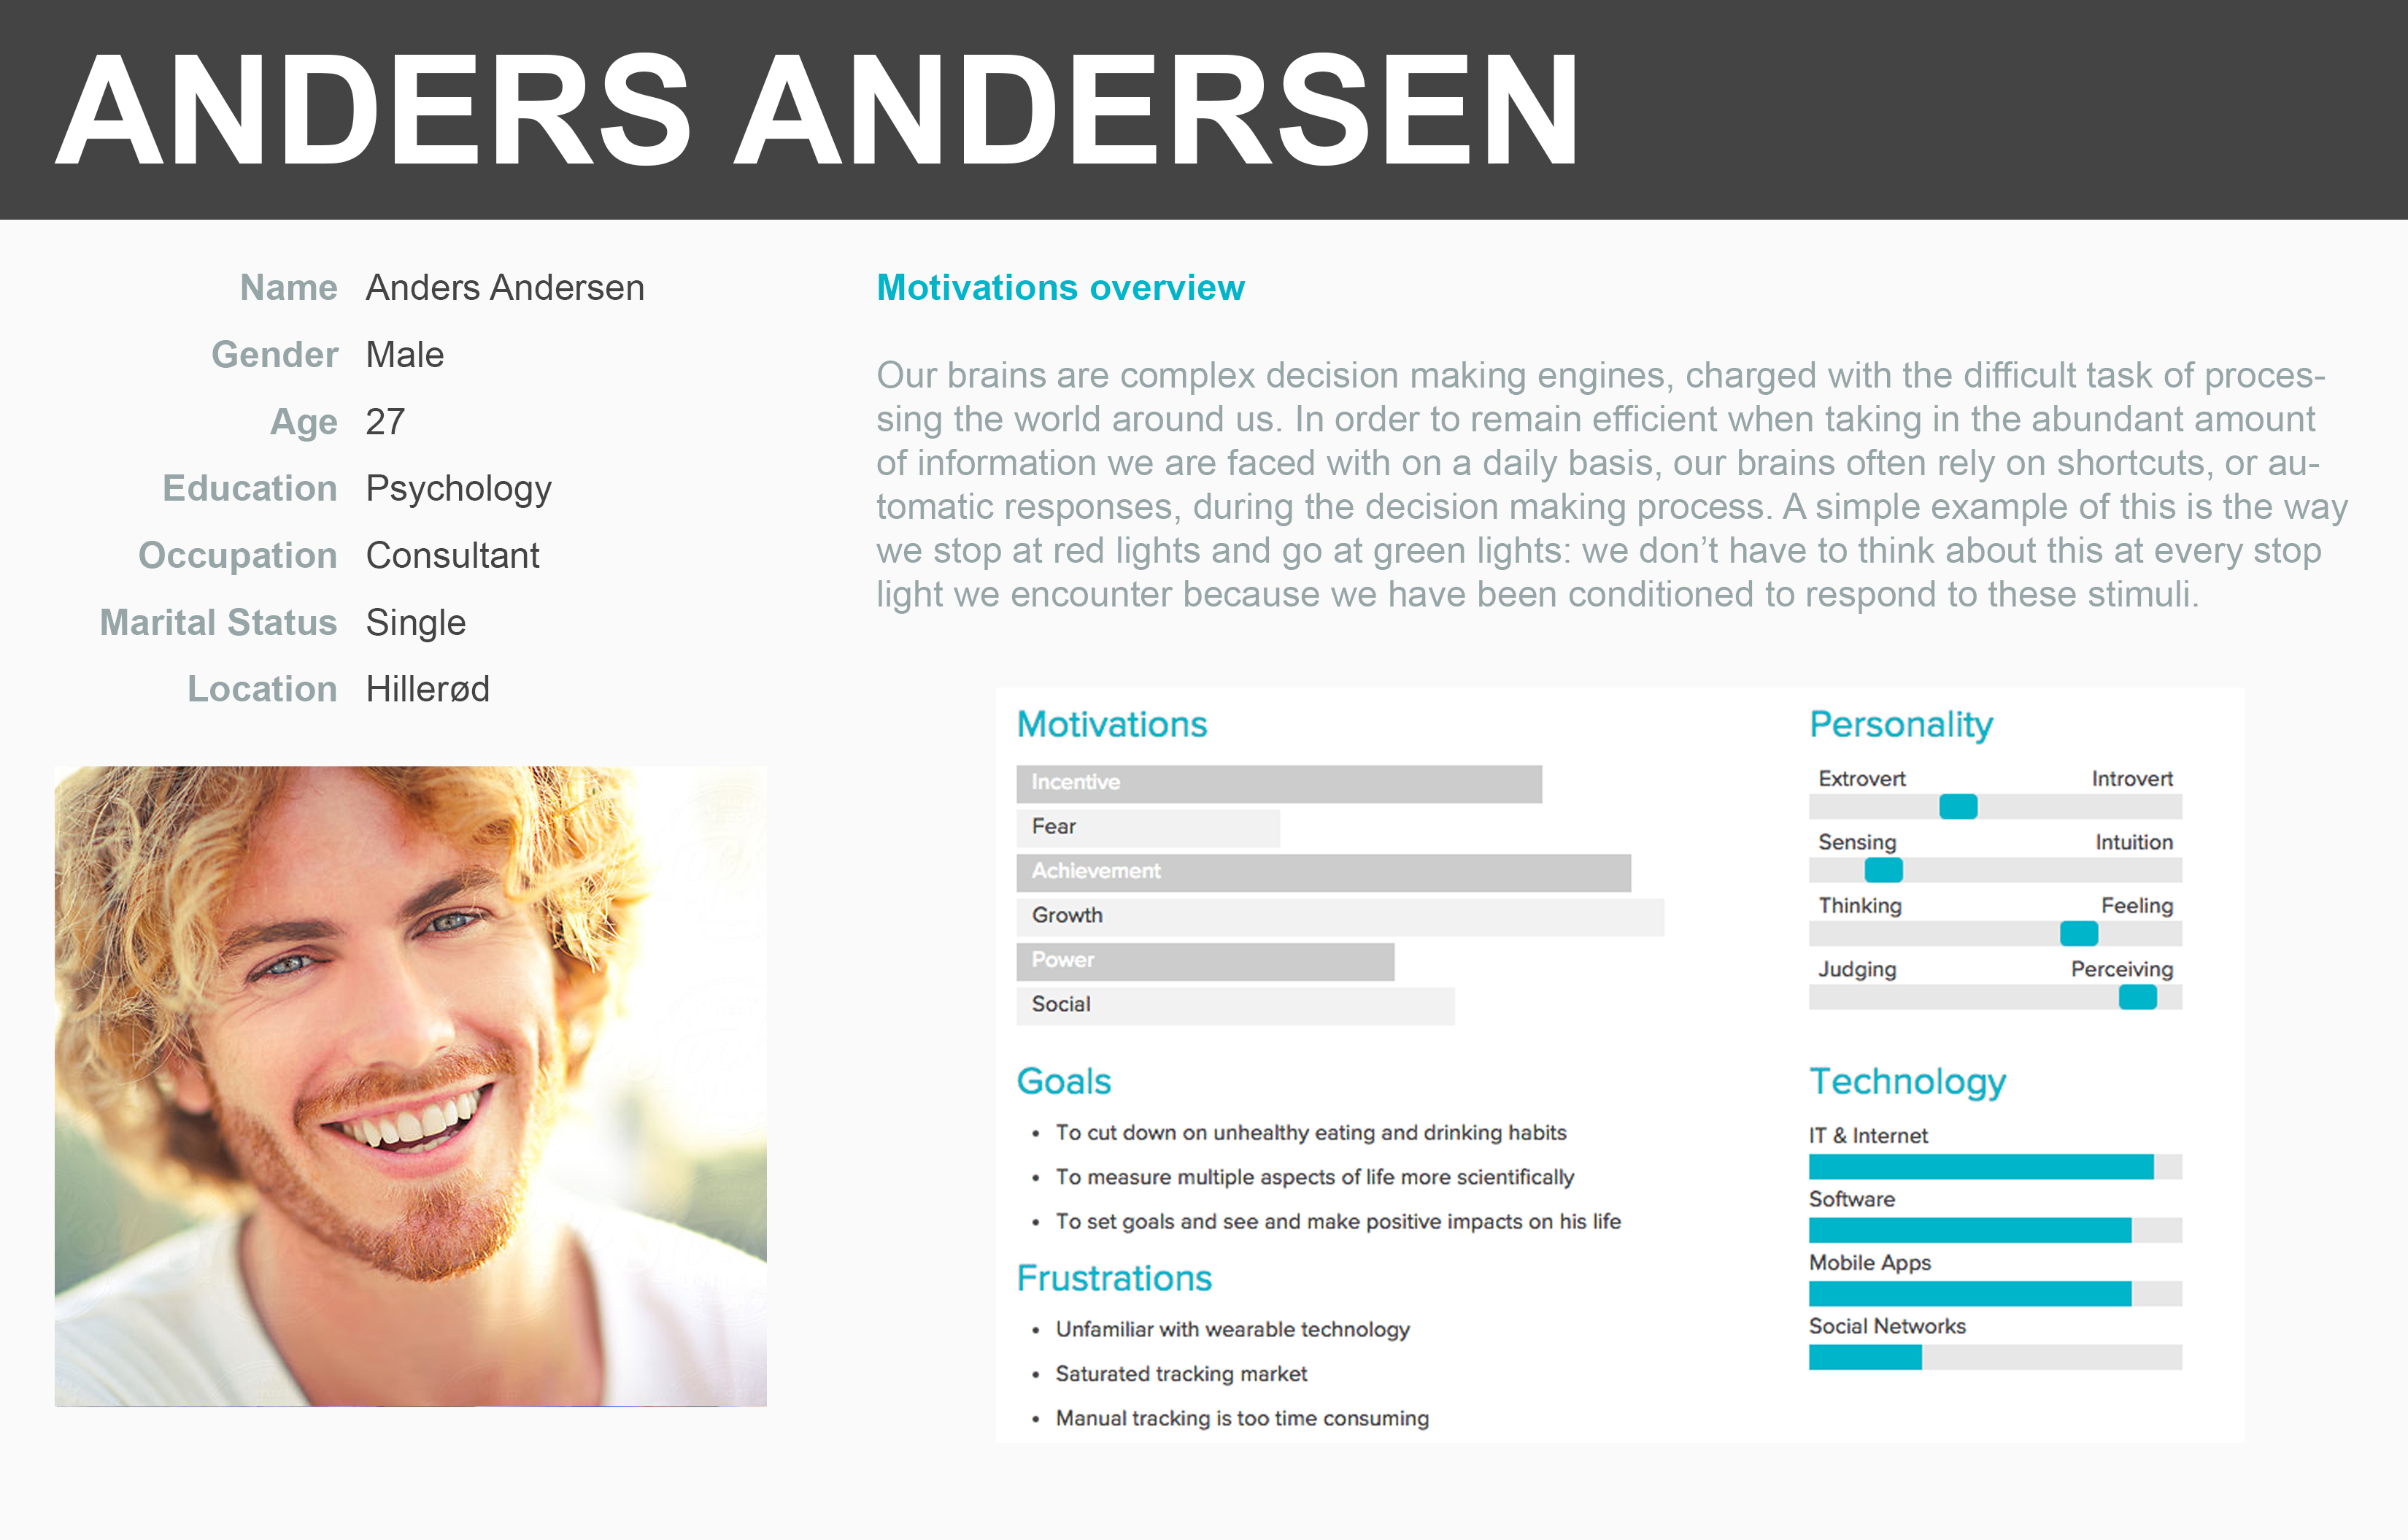 ANDERS ANDERSEN
Name Anders Andersen
Gender Male
Age 27
Education Psychology
Occupation Consultant
Marital Status Single
Location Hillerød
Motivations overview
Our brains are complex decision making engines, charged with the difficult task of proces-
sing the world around us. In order to remain efficient when taking in the abundant amount
of information we are faced with on a daily basis, our brains often rely on shortcuts, or au-
tomatic responses, during the decision making process. A simple example of this is the way
we stop at red lights and go at green lights: we don’t have to think about this at every stop
light we encounter because we have been conditioned to respond to these stimuli.
Motivations
Incentive
Fear
Achievement
Growth
Power
Social
Goals
• To cut down on unhealthy eating and drinking habits
• To measure multiple aspects of life more scientifically
• To set goals and see and make positive impacts on his life
Frustrations
• Unfamiliar with wearable technology
• Saturated tracking market
• Manual tracking is too time consuming
Personality
Extrovert Introvert
Sensing Intuition
Thinking Feeling
Judging Perceiving
Technology
IT & Internet
Software
Mobile Apps
Social Networks